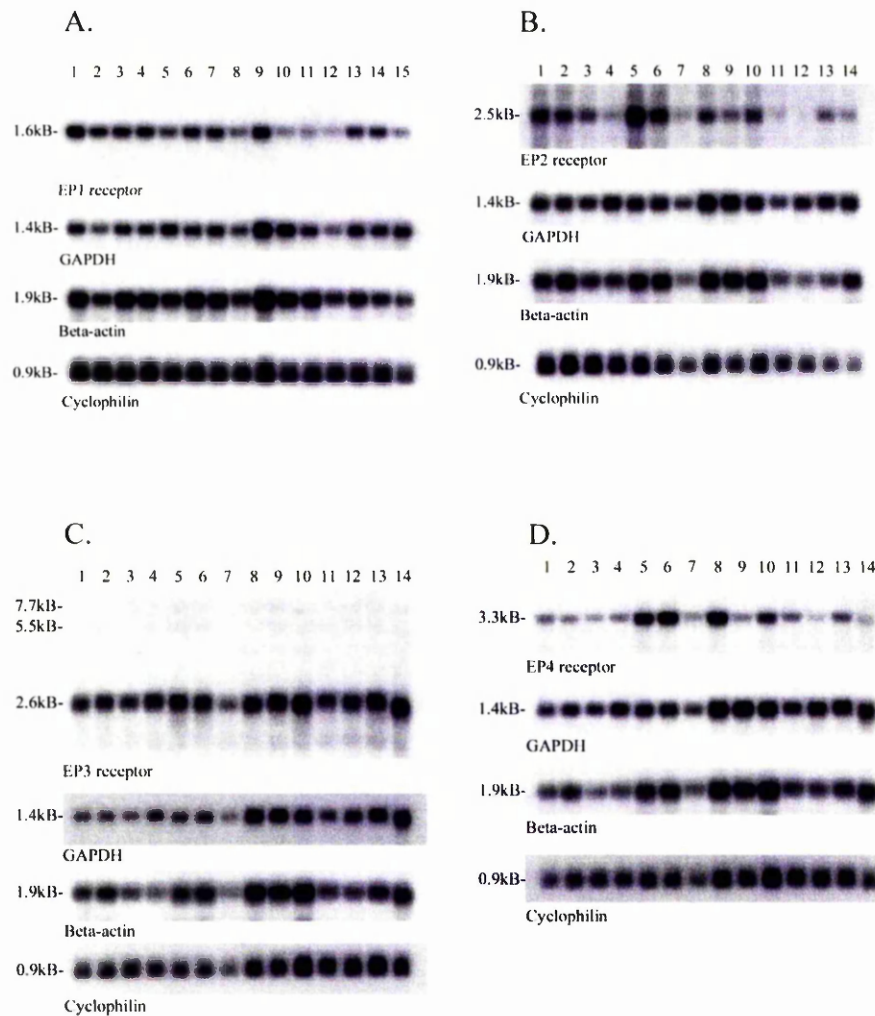 A.
1 2 3 4 5 6 7 8 9 10 11 12 13 14 15
1.6kB-
EP1 receptor
1.4kB-
GAPDH
1.9kB-
Beta-actin
0.9kB-
Cyclophilin
B.
1 2 3 4 5 6 7 8 9 10 11 12 13 14
2.5kB-
EP2 receptor
1.4kB-
GAPDH
1.9kB-
Beta-actin
0.9kB-
Cyclophilin
C.
1 2 3 4 5 6 7 8 9 10 11 12 13 14
7.7kB-
5.5kB-
2.6kB-
EP3 receptor
1.4kB-
GAPDH
1.9kB-
Beta-actin
0.9kB-
Cyclophilin
D.
1 2 3 4 5 6 7 8 9 10 11 12 13 14
3.3kB-
EP4 receptor
1.4kB-
GAPDH
1.9kB-
Beta-actin
0.9kB-
Cyclophilin